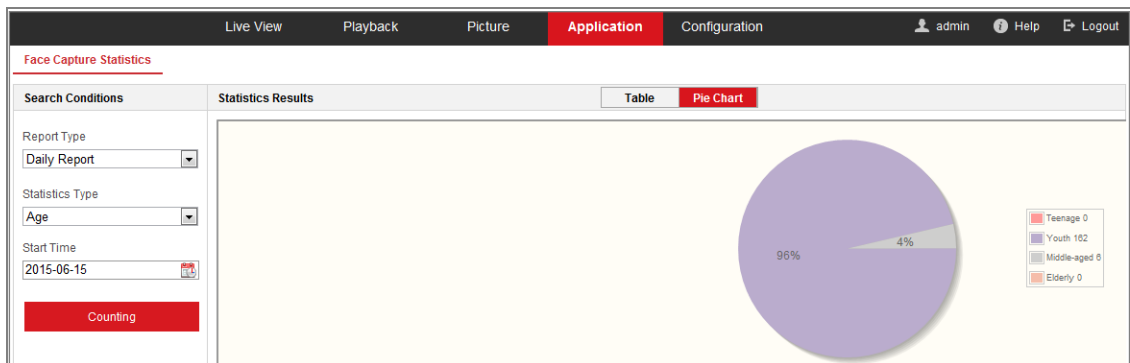 Live View Playback Picture Application Configuration admin Help Logout
Face Capture Statistics
Search Conditions
Statistics Results Table Pie Chart
Report Type
Daily Report
Statistics Type
Age
Start Time
2015-06-15
Counting
96%
4%
Teenage 0
Youth 162
Middle-aged 6
Elderly 0